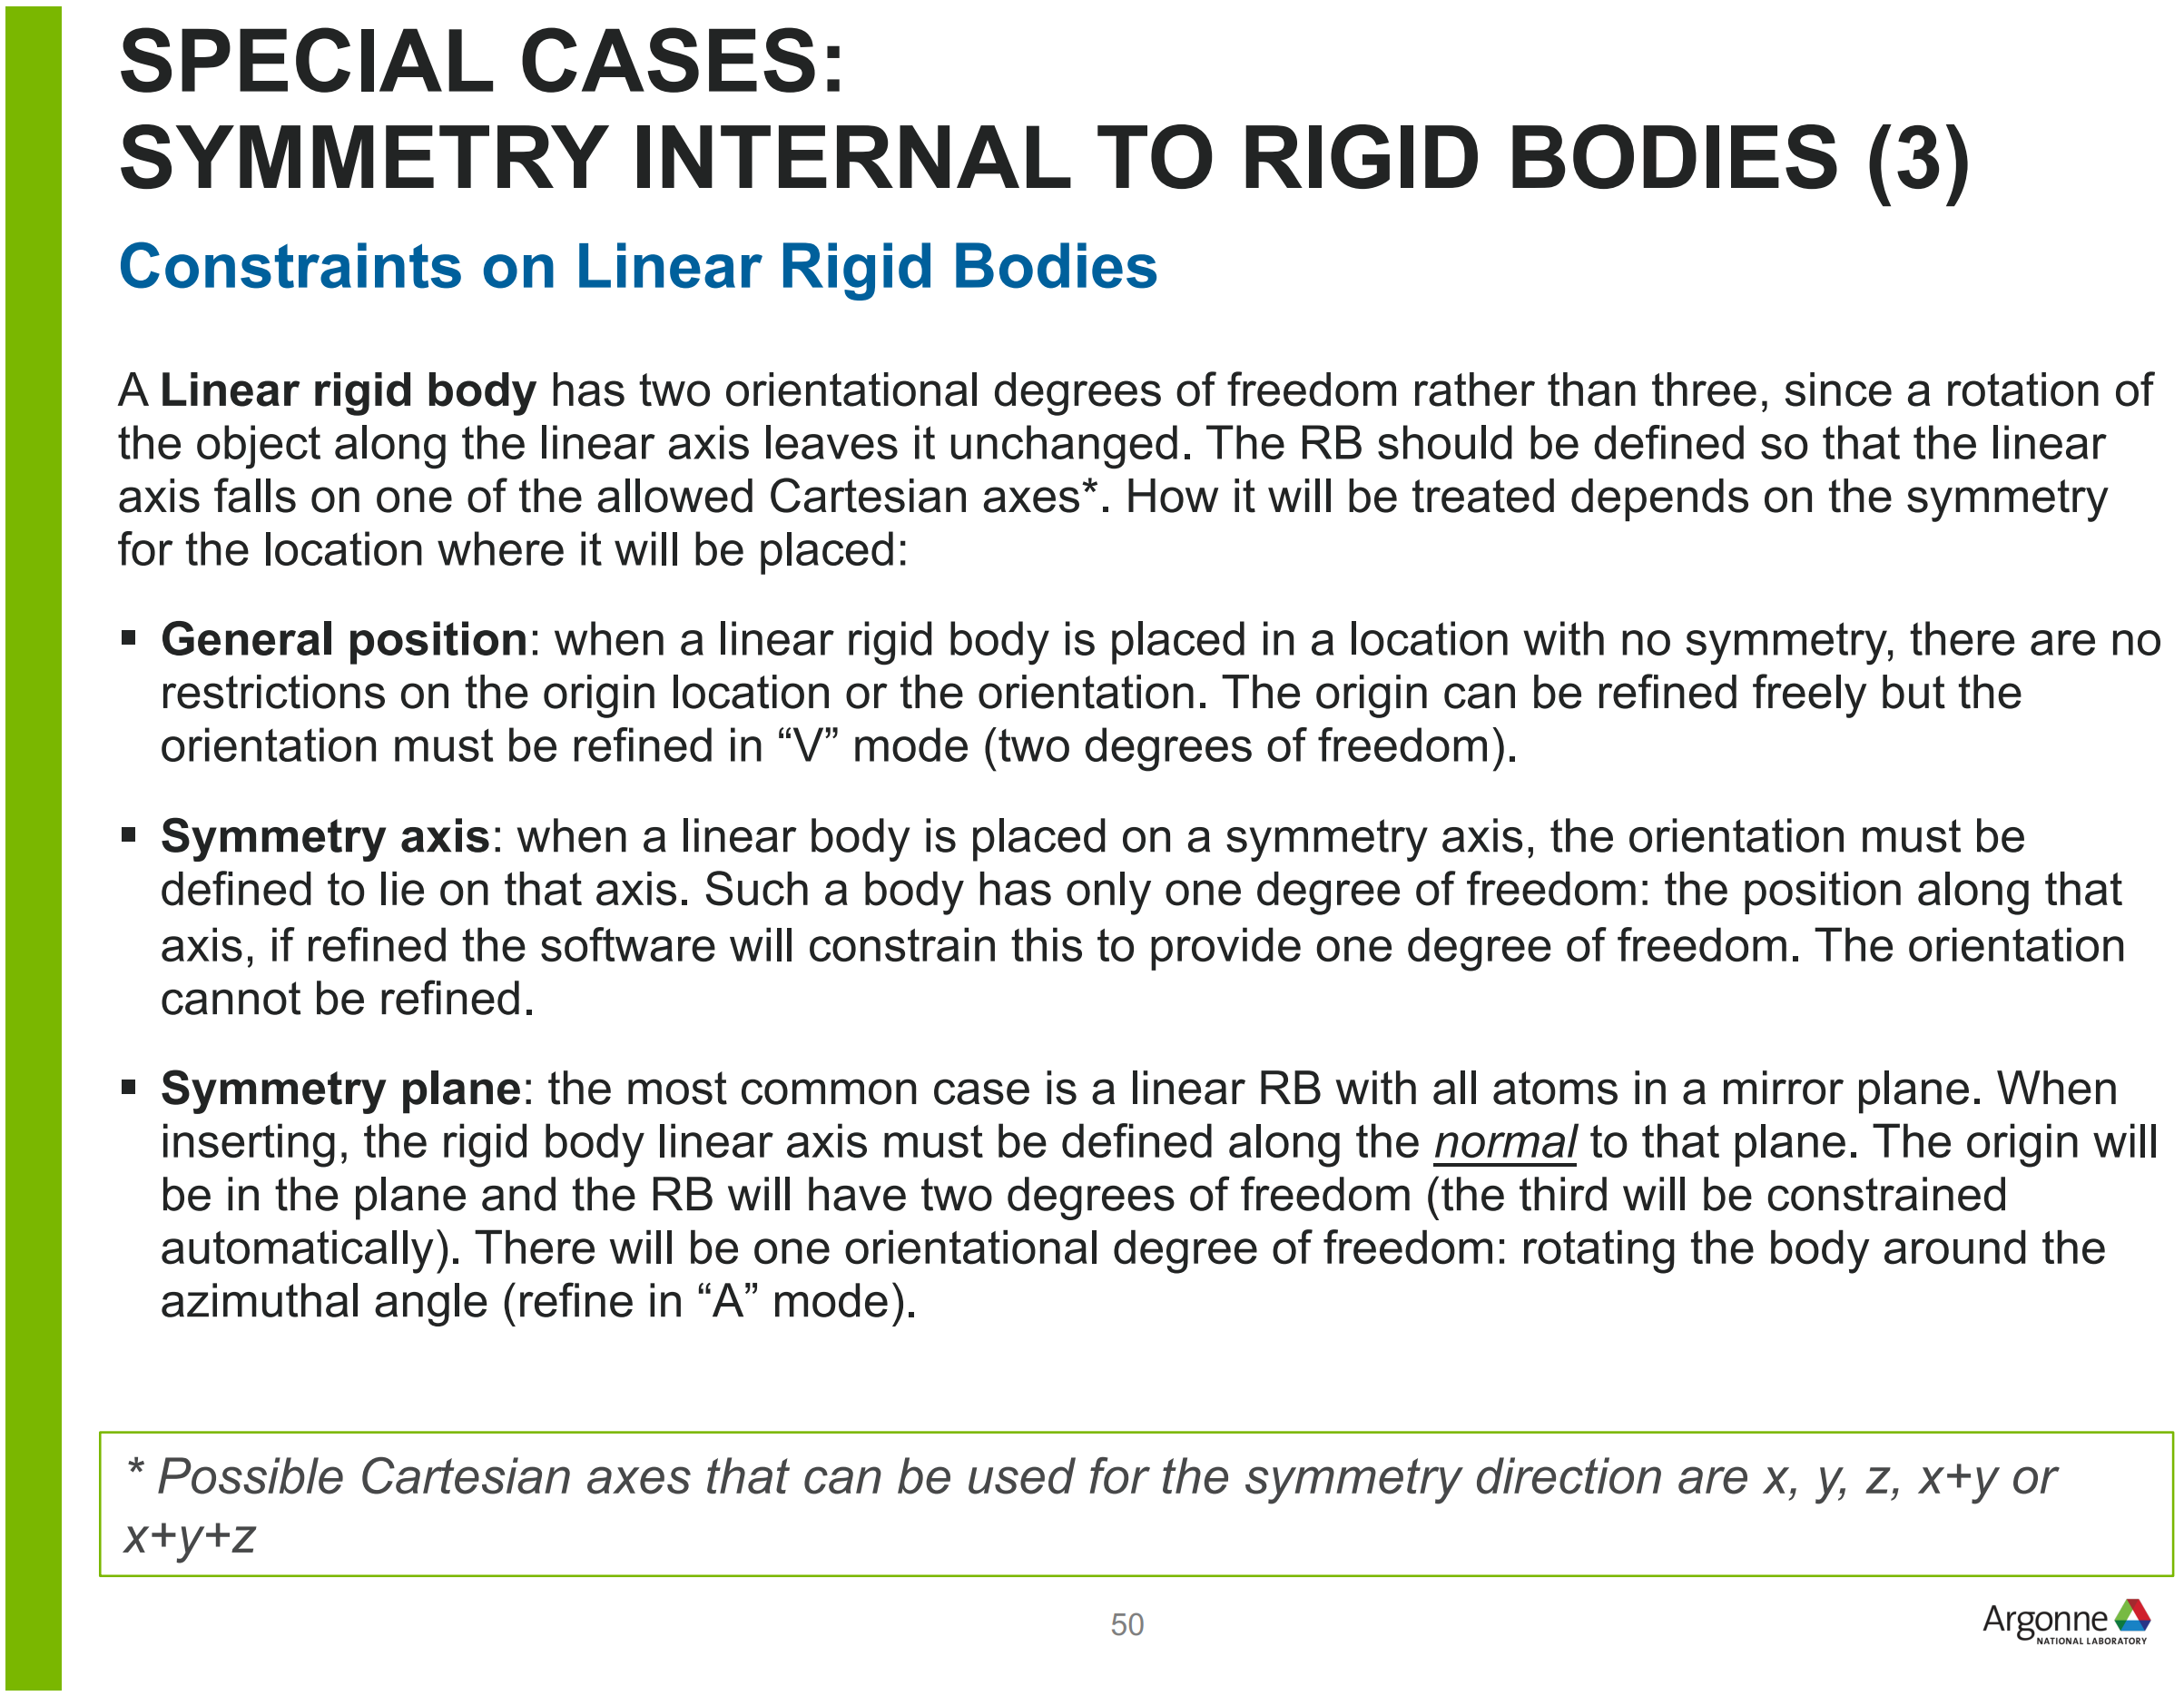 SPECIAL CASES:
SYMMETRY INTERNAL TO RIGID BODIES (3)
Constraints on Linear Rigid Bodies
A Linear rigid body has two orientational degrees of freedom rather than three, since a rotation of
the object along the linear axis leaves it unchanged. The RB should be defined so that the linear
axis falls on one of the allowed Cartesian axes*. How it will be treated depends on the symmetry
for the location where it will be placed:
▪ General position: when a linear rigid body is placed in a location with no symmetry, there are no
restrictions on the origin location or the orientation. The origin can be refined freely but the
orientation must be refined in “V” mode (two degrees of freedom).
▪ Symmetry axis: when a linear body is placed on a symmetry axis, the orientation must be
defined to lie on that axis. Such a body has only one degree of freedom: the position along that
axis, if refined the software will constrain this to provide one degree of freedom. The orientation
cannot be refined.
▪ Symmetry plane: the most common case is a linear RB with all atoms in a mirror plane. When
inserting, the rigid body linear axis must be defined along the normal to that plane. The origin will
be in the plane and the RB will have two degrees of freedom (the third will be constrained
automatically). There will be one orientational degree of freedom: rotating the body around the
azimuthal angle (refine in “A” mode).
* Possible Cartesian axes that can be used for the symmetry direction are x, y, z, x+y or
x+y+z
50
Argonne
NATIONAL LABORATORY